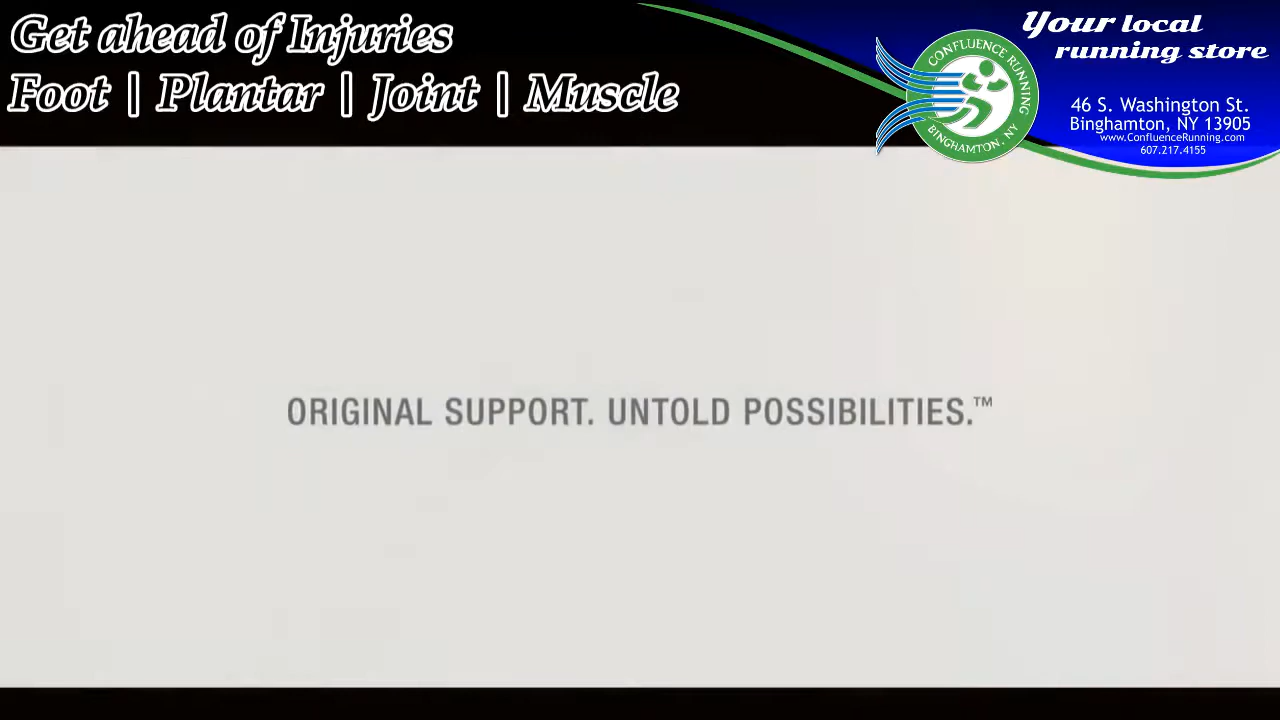 Get ahead of Injuries
Foot | Plantar | Joint | Muscle
CONFLUENCE RUNNING
BINGHAMTON, NY
Your local
running store
46 S. Washington St.
Binghamton, NY 13905
www.ConfluenceRunning.com
607.217.4155
ORIGINAL SUPPORT. UNTOLD POSSIBILITIES.™